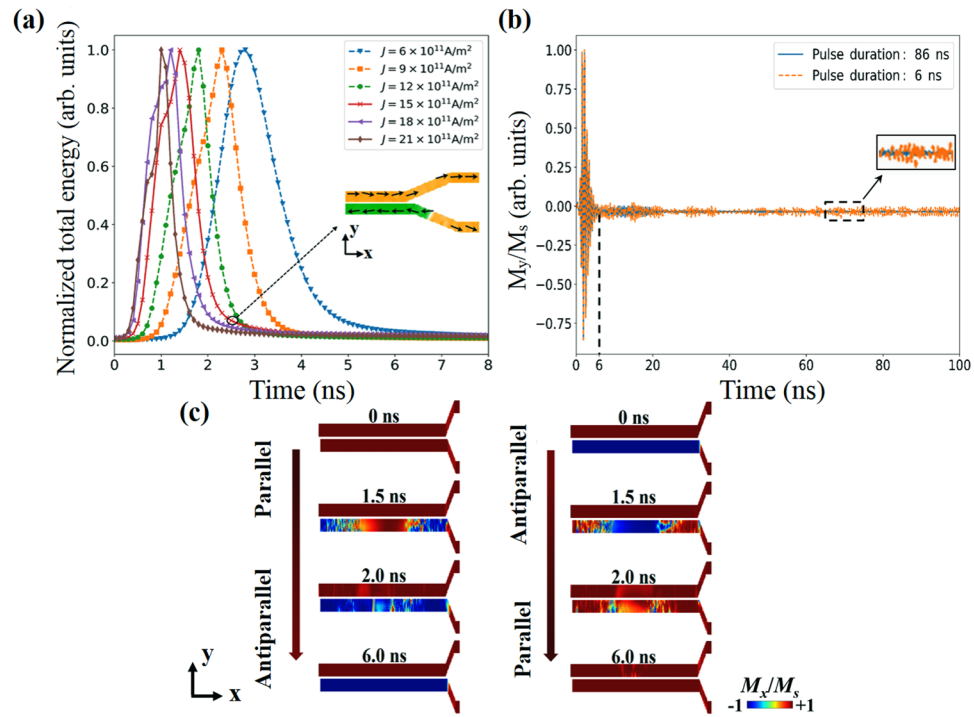 (a)
Normalized total energy (arb. units)
1.0
0.8
0.6
0.4
0.2
0.0
0 1 2 3 4 5 6 7 8
Time (ns)
J = 6 × 10¹¹A/m²
J = 9 × 10¹¹A/m²
J = 12 × 10¹¹A/m²
J = 15 × 10¹¹A/m²
J = 18 × 10¹¹A/m²
J = 21 × 10¹¹A/m²
y
x
(b)
My/Ms (arb. units)
1.00
0.75
0.50
0.25
0.00
−0.25
−0.50
−0.75
0 6 20 40 60 80 100
Time (ns)
Pulse duration: 86 ns
Pulse duration: 6 ns
(c)
Parallel
Antiparallel
0 ns
1.5 ns
2.0 ns
6.0 ns
y
x
Antiparallel
Parallel
0 ns
1.5 ns
2.0 ns
6.0 ns
Mx/Ms
-1 +1